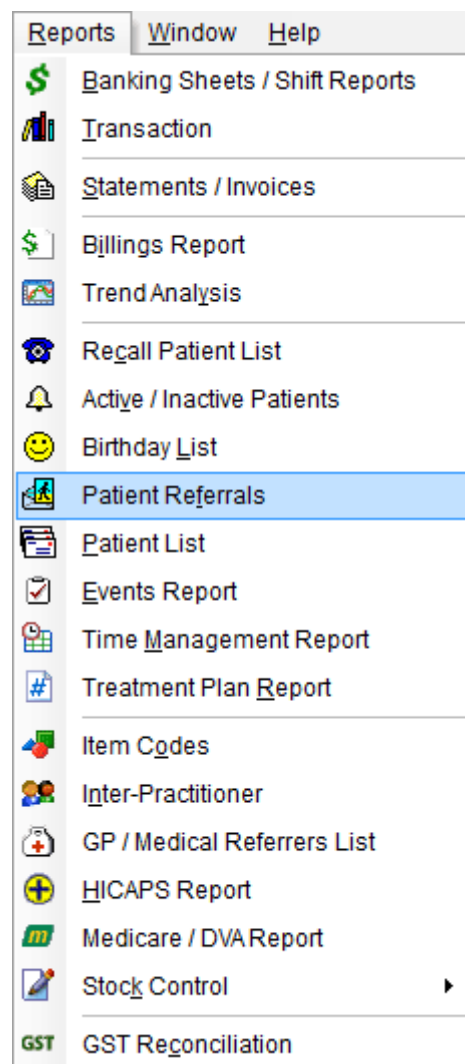 Reports Window Help
Banking Sheets / Shift Reports
Transaction
Statements / Invoices
$ Billings Report
Trend Analysis
Recall Patient List
Active / Inactive Patients
Birthday List
Patient Referrals
Patient List
Events Report
Time Management Report
# Treatment Plan Report
Item Codes
Inter-Practitioner
GP / Medical Referrers List
HICAPS Report
m Medicare / DVA Report
Stock Control
GST GST Reconciliation